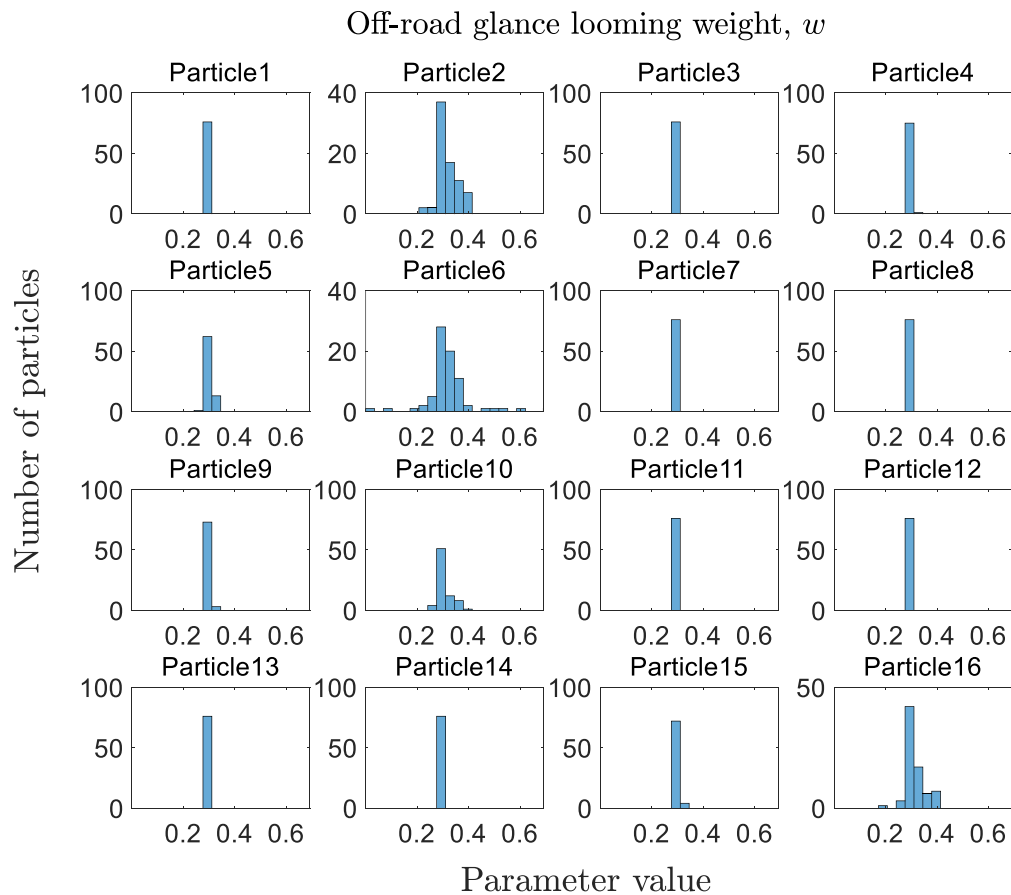 Off-road glance looming weight, w
Particle1 Particle2 Particle3 Particle4
100 40 100 100
50 20 50 50
0 0 0 0
0.2 0.4 0.6 0.2 0.4 0.6 0.2 0.4 0.6 0.2 0.4 0.6
Particle5 Particle6 Particle7 Particle8
100 40 100 100
50 20 50 50
0 0 0 0
0.2 0.4 0.6 0.2 0.4 0.6 0.2 0.4 0.6 0.2 0.4 0.6
Number of particles
Particle9 Particle10 Particle11 Particle12
100 100 100 100
50 50 50 50
0 0 0 0
0.2 0.4 0.6 0.2 0.4 0.6 0.2 0.4 0.6 0.2 0.4 0.6
Particle13 Particle14 Particle15 Particle16
100 100 100 50
50 50 50
0 0 0 0
0.2 0.4 0.6 0.2 0.4 0.6 0.2 0.4 0.6 0.2 0.4 0.6
Parameter value